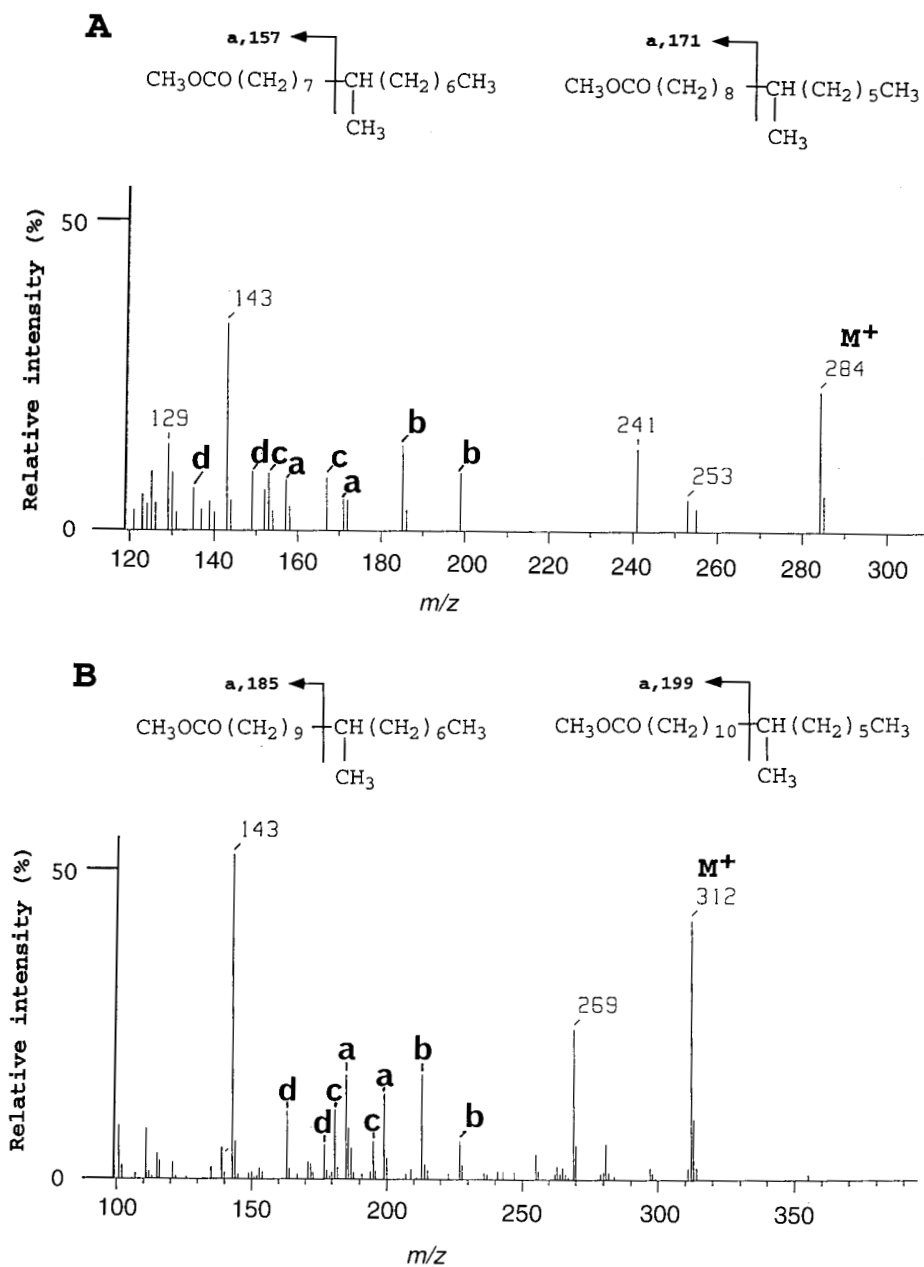 A
a,157
a,171
CH₃OCO(CH₂)₇ CH(CH₂)₆CH₃
CH₃OCO(CH₂)₈ CH(CH₂)₅CH₃
CH₃
CH₃
Relative intensity (%)
50
0
143
129
d
d
c
a
c
a
b
b
241
253
M⁺
284
120 140 160 180 200 220 240 260 280 300
m/z
B
a,185
a,199
CH₃OCO(CH₂)₉ CH(CH₂)₆CH₃
CH₃OCO(CH₂)₁₀ CH(CH₂)₅CH₃
CH₃
CH₃
Relative intensity (%)
50
0
143
d
d
c
a
c
a
b
b
269
M⁺
312
100 150 200 250 300 350
m/z